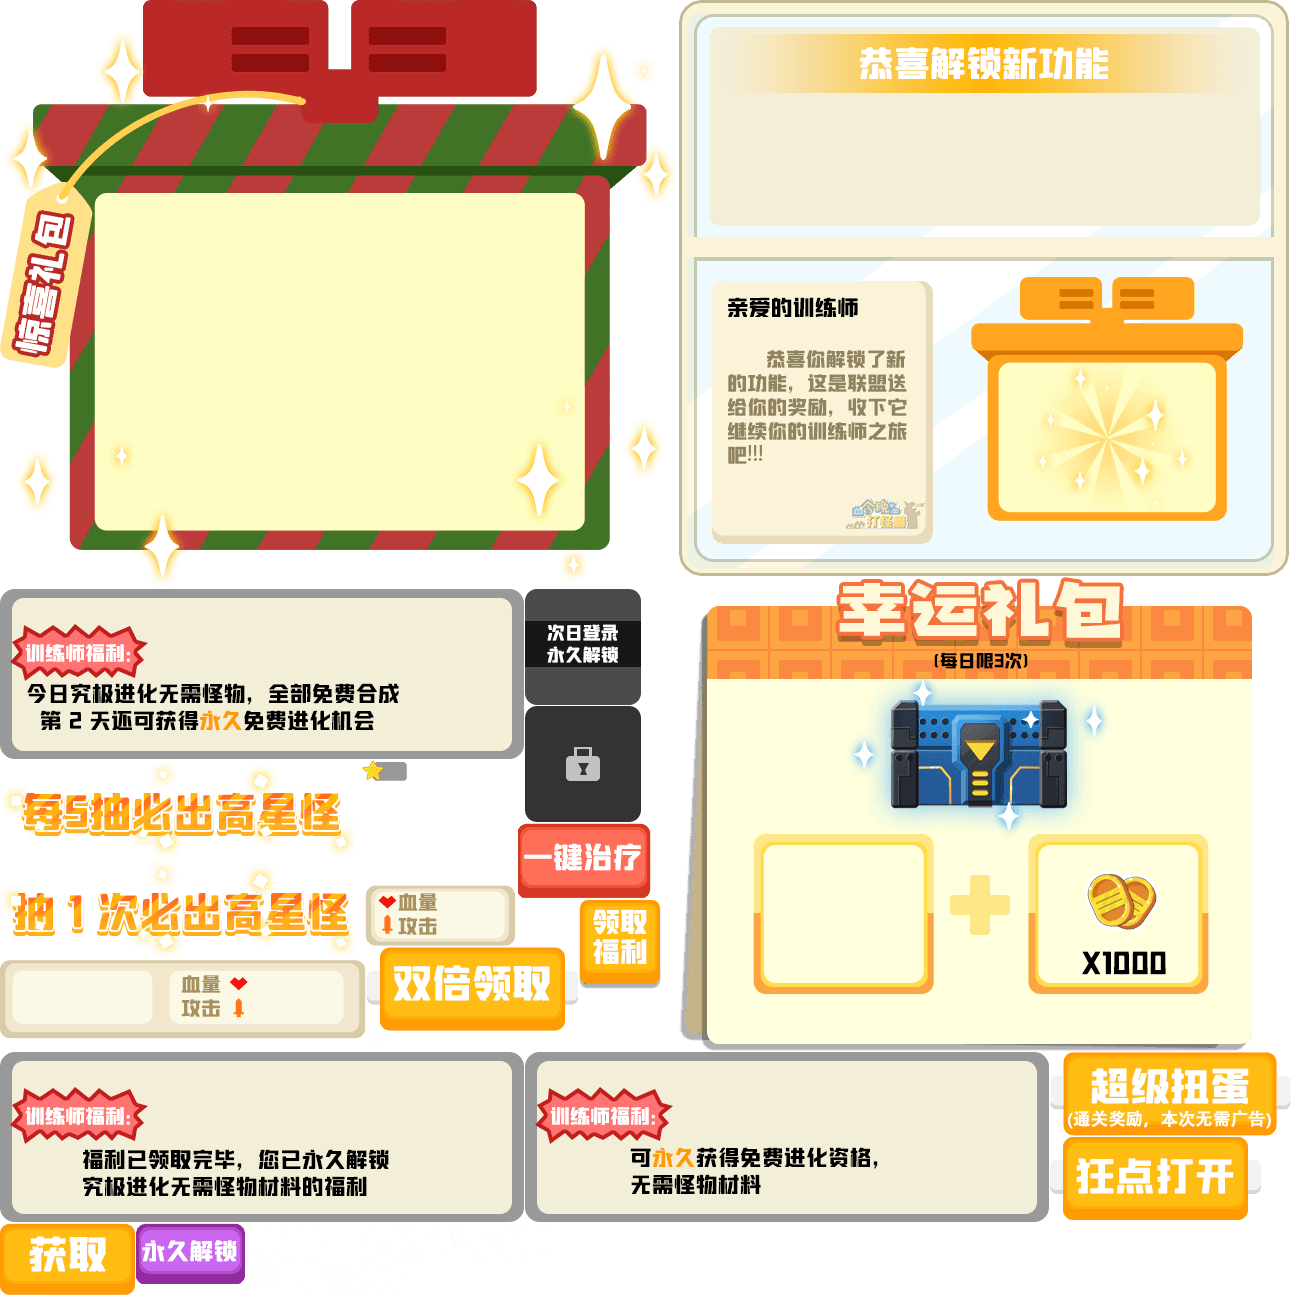 惊喜礼包
恭喜解锁新功能
亲爱的训练师
恭喜你解锁了新
的功能，这是联盟送
给你的奖励，收下它
继续你的训练师之旅
吧!!!
今晚
打怪兽
训练师福利:
今日究极进化无需怪物，全部免费合成
第 2 天还可获得永久免费进化机会
次日登录
永久解锁
幸运礼包
(每日限3次)
X1000
每5抽必出高星怪
一键治疗
抽 1 次必出高星怪
血量
攻击
领取
福利
血量
攻击
双倍领取
训练师福利:
福利已领取完毕，您已永久解锁
究极进化无需怪物材料的福利
训练师福利:
可永久获得免费进化资格，
无需怪物材料
超级扭蛋
(通关奖励，本次无需广告)
狂点打开
获取
永久解锁